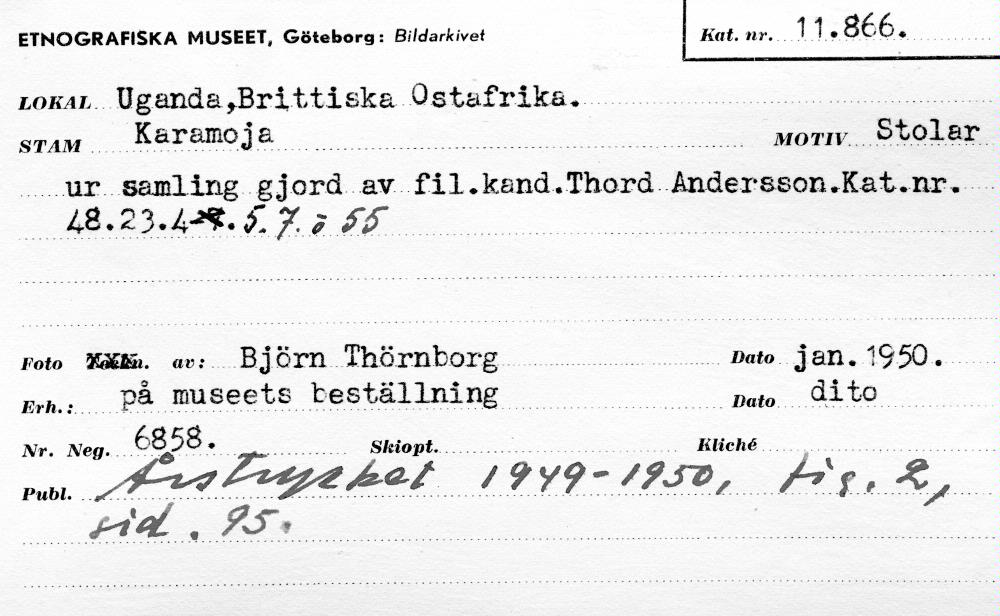 ETNOGRAFISKA MUSEET, Göteborg: Bildarkivet
Kat. nr. 11.866.
LOKAL Uganda,Brittiska Ostafrika.
STAM Karamoja
MOTIV Stolar
ur samling gjord av fil.kand.Thord Andersson.Kat.nr.
48.23.4. 5. 7. o 55
Foto av: Björn Thörnborg Dato jan.1950.
Erh.: på museets beställning Dato dito
Nr. Neg. 6858. Skiopt. Kliché
Publ. Årstrycket 1949-1950, fig. 2,
sid. 95.